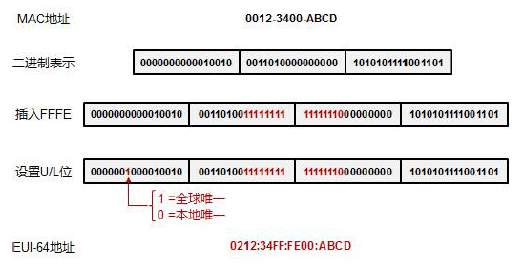 MAC地址 0012-3400-ABCD
二进制表示 0000000000010010 0011010000000000 1010101111001101
插入FFFE 0000000000010010 0011010011111111 1111111000000000 1010101111001101
设置U/L位 0000001000010010 0011010011111111 1111111000000000 1010101111001101
1 =全球唯一
0 =本地唯一
EUI-64地址 0212:34FF:FE00:ABCD